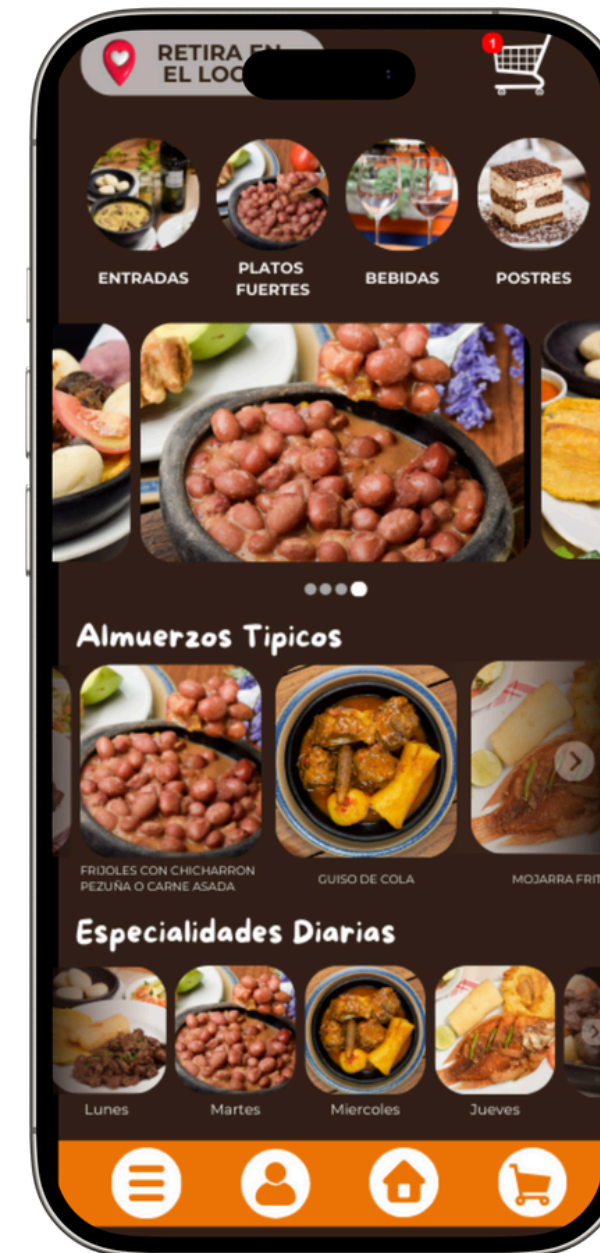 RETIRA EN
EL LOC
1
ENTRADAS
PLATOS
FUERTES
BEBIDAS
POSTRES
Almuerzos Tipicos
FRIJOLES CON CHICHARRON
PEZUÑA O CARNE ASADA
GUISO DE COLA
MOJARRA FRIT
Especialidades Diarias
Lunes
Martes
Miercoles
Jueves